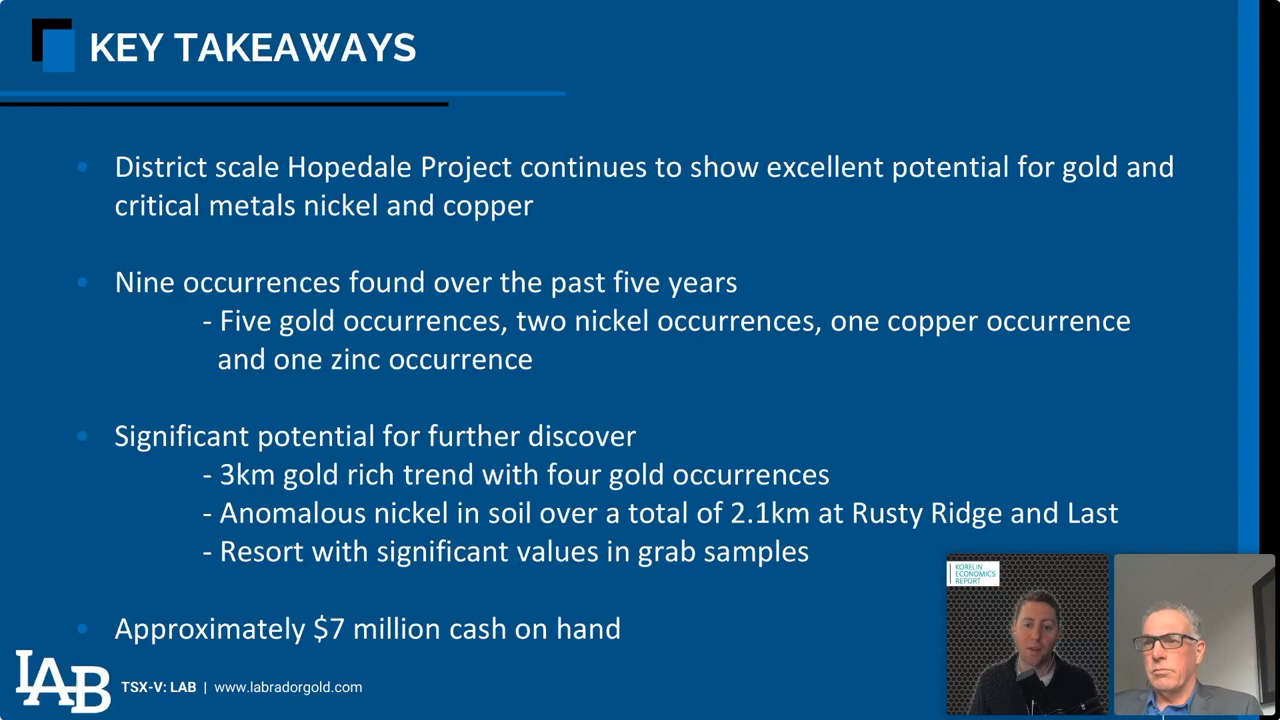 KEY TAKEAWAYS
• District scale Hopedale Project continues to show excellent potential for gold and
critical metals nickel and copper
• Nine occurrences found over the past five years
- Five gold occurrences, two nickel occurrences, one copper occurrence
and one zinc occurrence
• Significant potential for further discover
- 3km gold rich trend with four gold occurrences
- Anomalous nickel in soil over a total of 2.1km at Rusty Ridge and Last
- Resort with significant values in grab samples
• Approximately $7 million cash on hand
KORELIN
ECONOMICS
REPORT
LAB
TSX-V: LAB | www.labradorgold.com